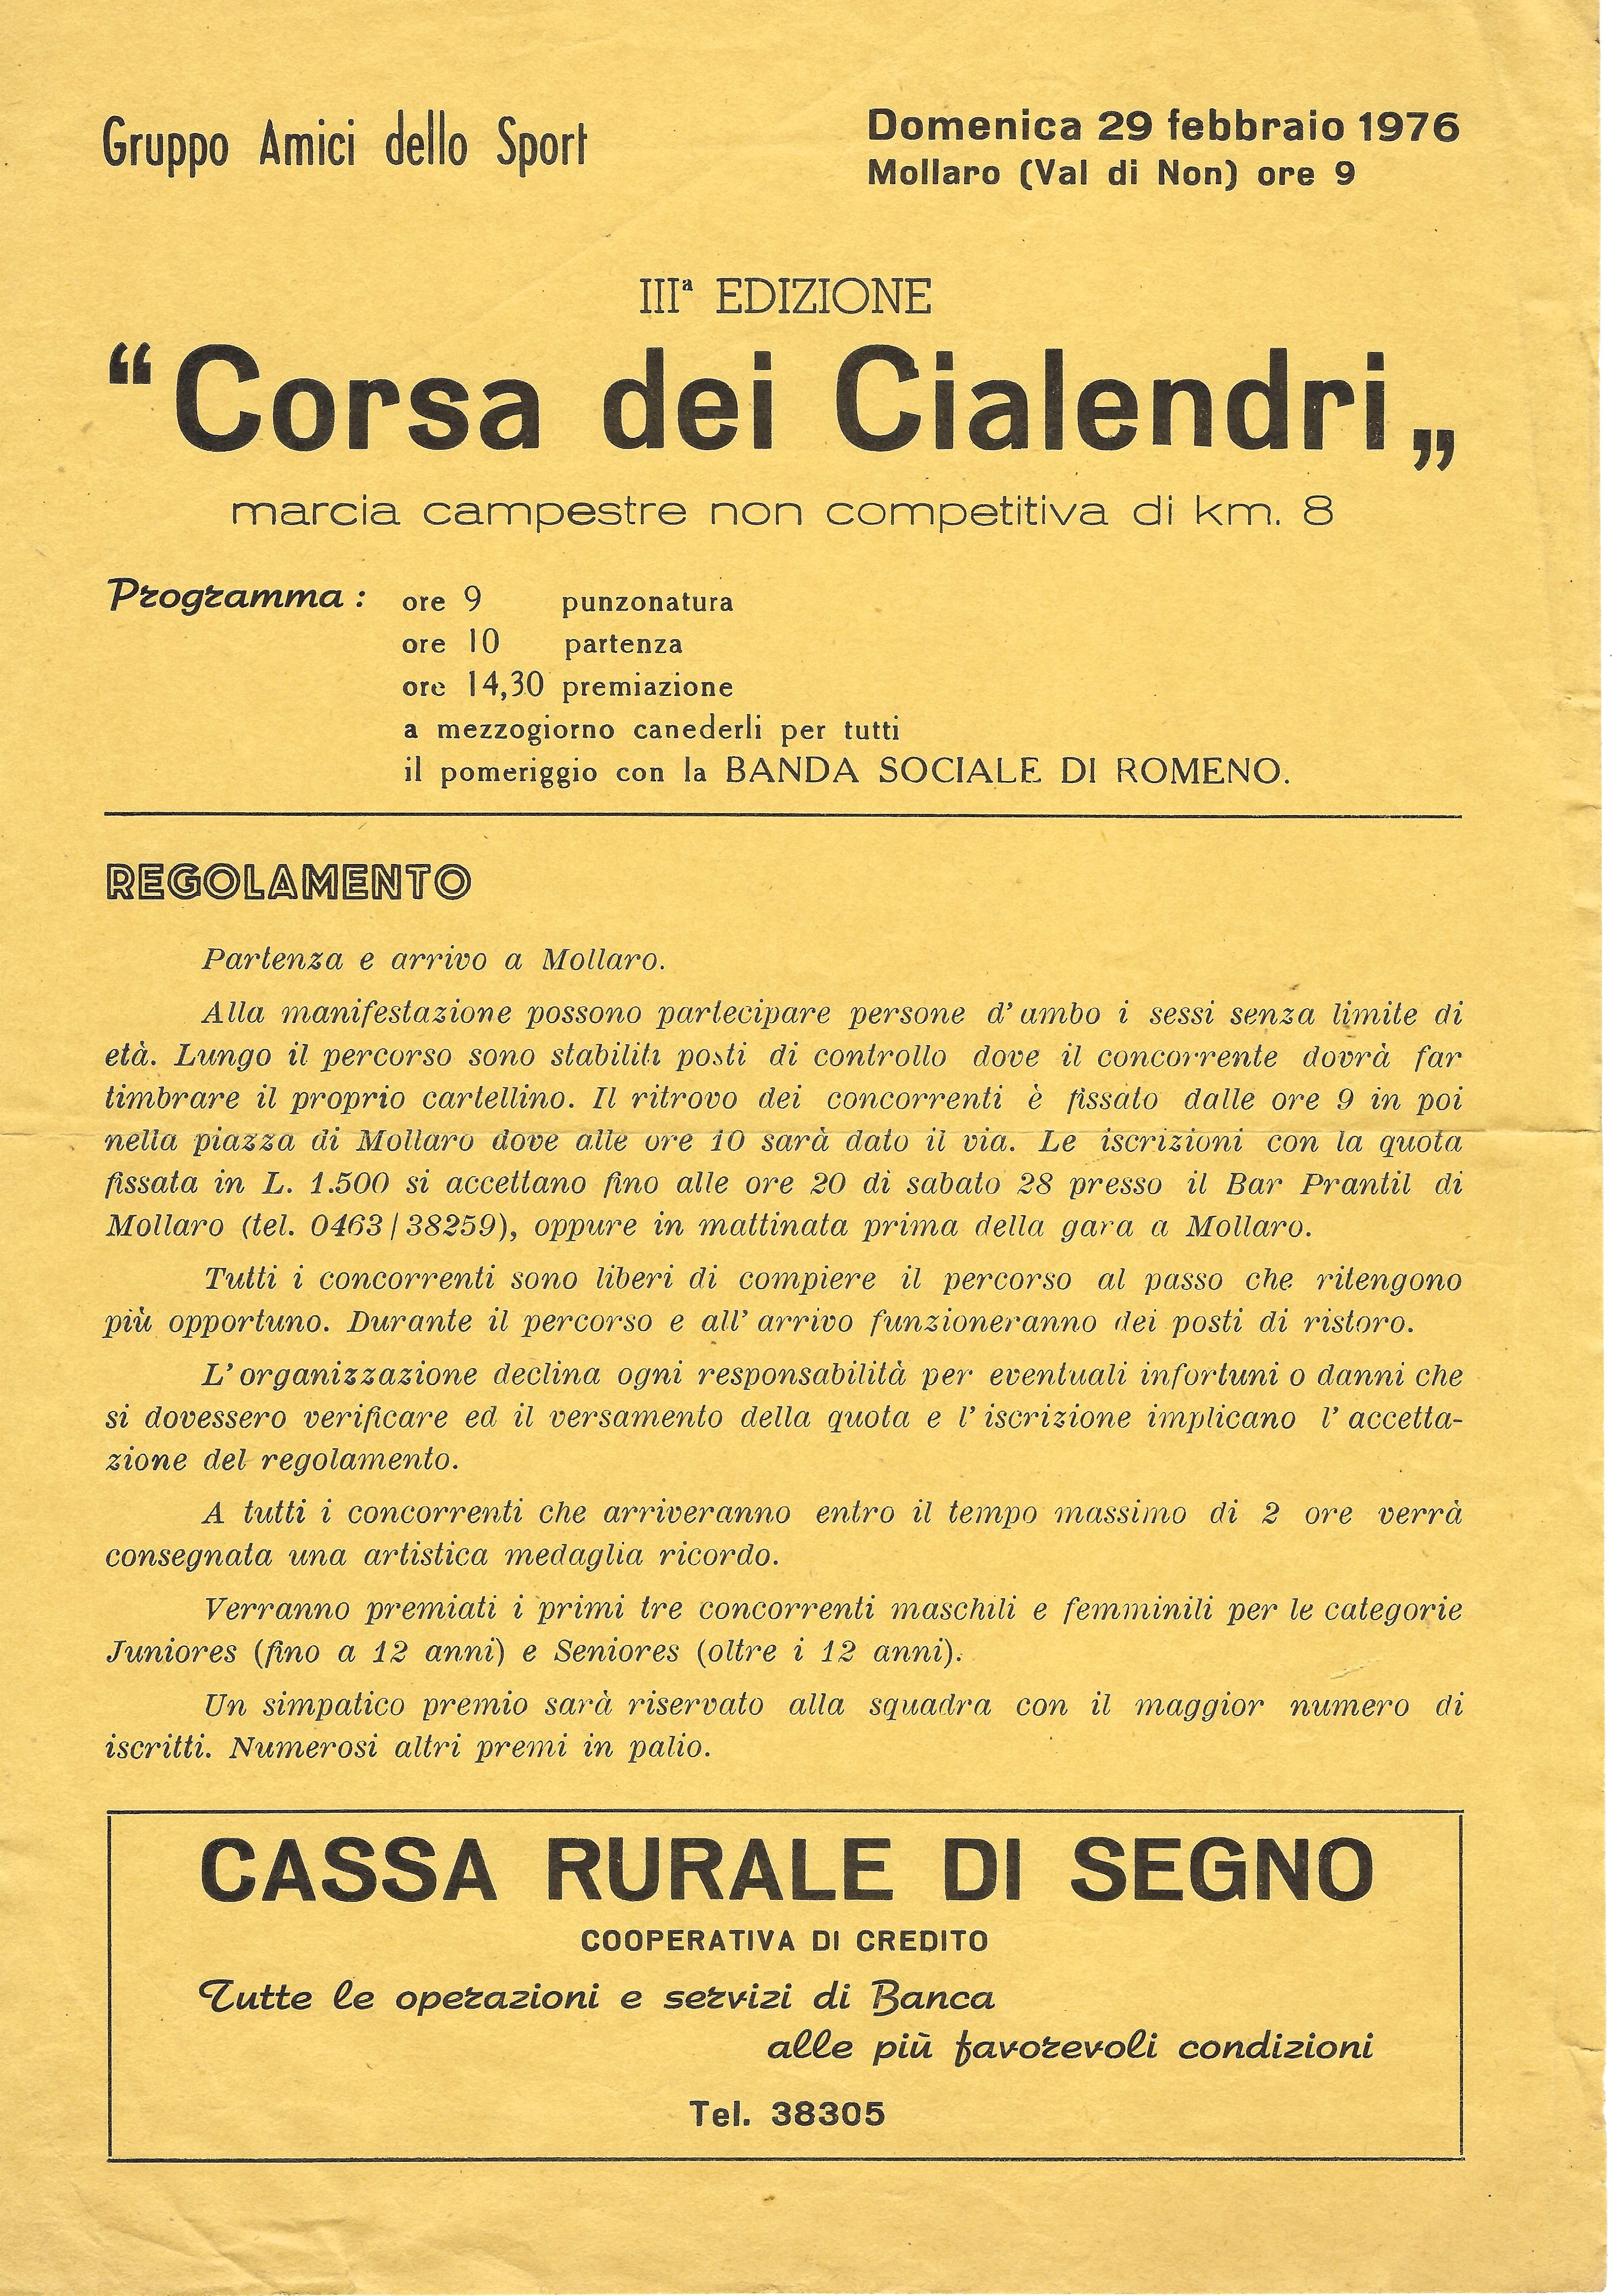 Gruppo Amici dello Sport
Domenica 29 febbraio 1976
Mollaro (Val di Non) ore 9
IIIª EDIZIONE
“Corsa dei Cialendri„
marcia campestre non competitiva di km. 8
Programma : ore 9 punzonatura
ore 10 partenza
ore 14,30 premiazione
a mezzogiorno canederli per tutti
il pomeriggio con la BANDA SOCIALE DI ROMENO.
REGOLAMENTO
Partenza e arrivo a Mollaro.
Alla manifestazione possono partecipare persone d' ambo i sessi senza limite di
età. Lungo il percorso sono stabiliti posti di controllo dove il concorrente dovrà far
timbrare il proprio cartellino. Il ritrovo dei concorrenti è fissato dalle ore 9 in poi
nella piazza di Mollaro dove alle ore 10 sarà dato il via. Le iscrizioni con la quota
fissata in L. 1.500 si accettano fino alle ore 20 di sabato 28 presso il Bar Prantil di
Mollaro (tel. 0463/38259), oppure in mattinata prima della gara a Mollaro.
Tutti i concorrenti sono liberi di compiere il percorso al passo che ritengono
più opportuno. Durante il percorso e all' arrivo funzioneranno dei posti di ristoro.
L' organizzazione declina ogni responsabilità per eventuali infortuni o danni che
si dovessero verificare ed il versamento della quota e l' iscrizione implicano l' accetta-
zione del regolamento.
A tutti i concorrenti che arriveranno entro il tempo massimo di 2 ore verrà
consegnata una artistica medaglia ricordo.
Verranno premiati i primi tre concorrenti maschili e femminili per le categorie
Juniores (fino a 12 anni) e Seniores (oltre i 12 anni).
Un simpatico premio sarà riservato alla squadra con il maggior numero di
iscritti. Numerosi altri premi in palio.
CASSA RURALE DI SEGNO
COOPERATIVA DI CREDITO
Tutte le operazioni e servizi di Banca
alle più favorevoli condizioni
Tel. 38305